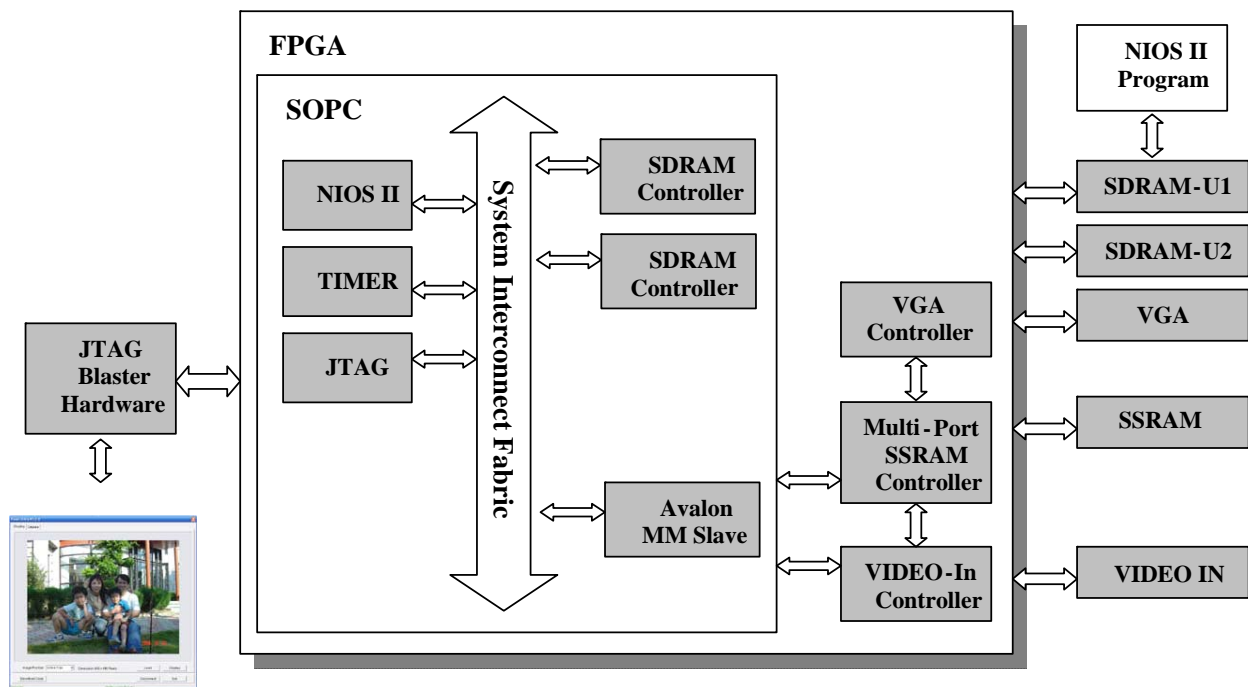 FPGA
SOPC
NIOS II
TIMER
JTAG
System Interconnect Fabric
SDRAM
Controller
SDRAM
Controller
Avalon
MM Slave
VGA
Controller
Multi-Port
SSRAM
Controller
VIDEO-In
Controller
JTAG
Blaster
Hardware
NIOS II
Program
SDRAM-U1
SDRAM-U2
VGA
SSRAM
VIDEO IN